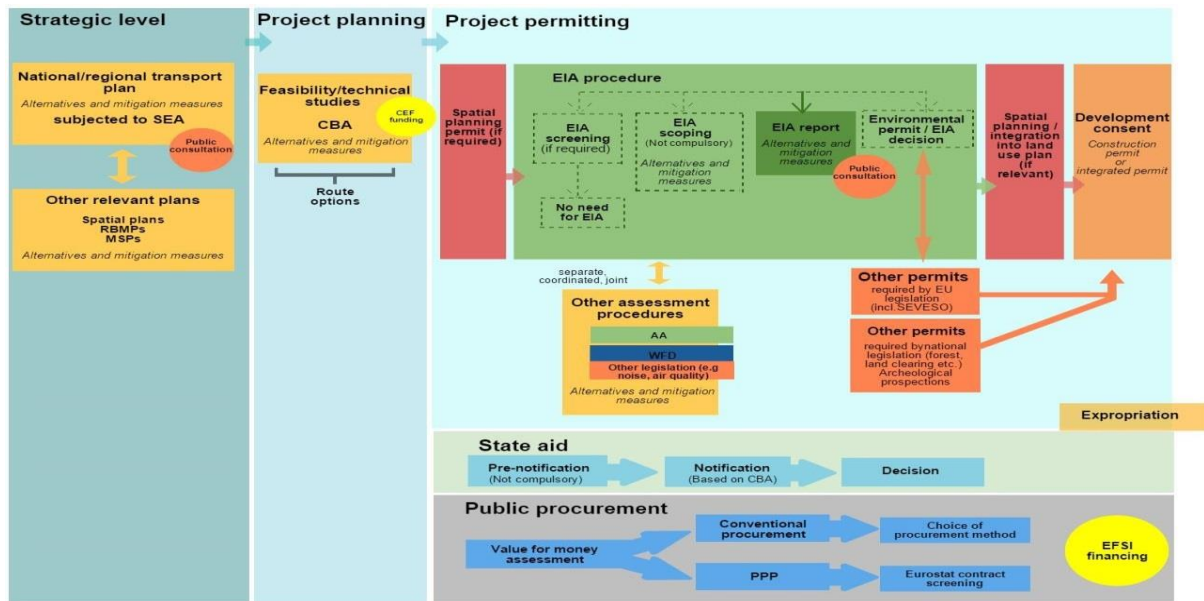 Strategic level
National/regional transport
plan
Alternatives and mitigation measures
subjected to SEA
Public
consultation
Other relevant plans
Spatial plans
RBMPs
MSPs
Alternatives and mitigation measures
Project planning
Feasibility/technical
studies
CBA
Alternatives and mitigation
measures
CEF
funding
Route
options
Project permitting
Spatial
planning
permit (if
required)
EIA procedure
EIA
screening
(if required)
No need
for EIA
EIA
scoping
(Not compulsory)
Alternatives and
mitigation
measures
EIA report
Alternatives and
mitigation
measures
Public
consultation
Environmental
permit / EIA
decision
Spatial
planning /
integration
into land
use plan
(if
relevant)
Development
consent
Construction
permit
or
integrated permit
separate,
coordinated, joint
Other assessment
procedures
AA
WFD
Other legislation (e.g
noise, air quality)
Alternatives and mitigation
measures
Other permits
required by EU
legislation
(incl.SEVESO)
Other permits
required bynational
legislation (forest,
land clearing etc.)
Archeological
prospections
Expropriation
State aid
Pre-notification
(Not compulsory)
Notification
(Based on CBA)
Decision
Public procurement
Value for money
assessment
Conventional
procurement
Choice of
procurement method
PPP
Eurostat contract
screening
EFSI
financing